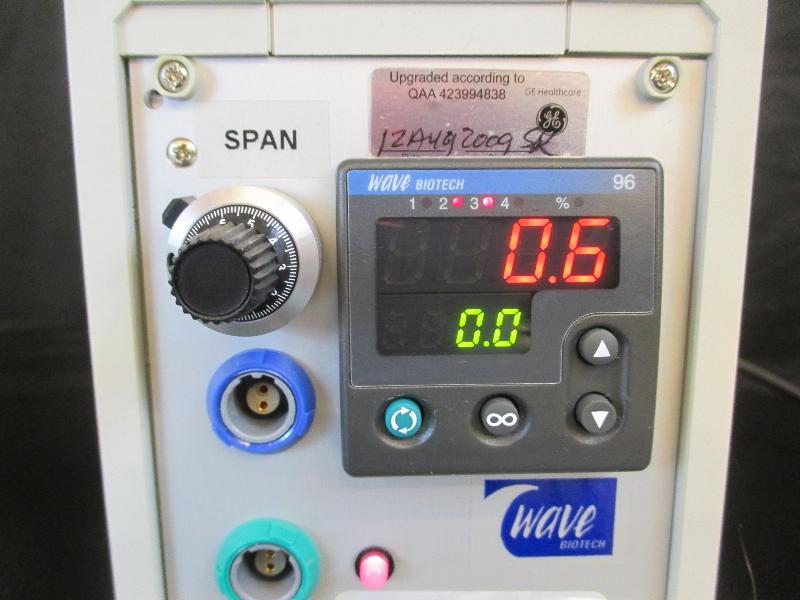 Upgraded according to
QAA 423994838
GE Healthcare
GE
12Aug2009 SR
SPAN
wave BIOTECH
96
1 2 3 4 %
0.6
0.0
wave
BIOTECH